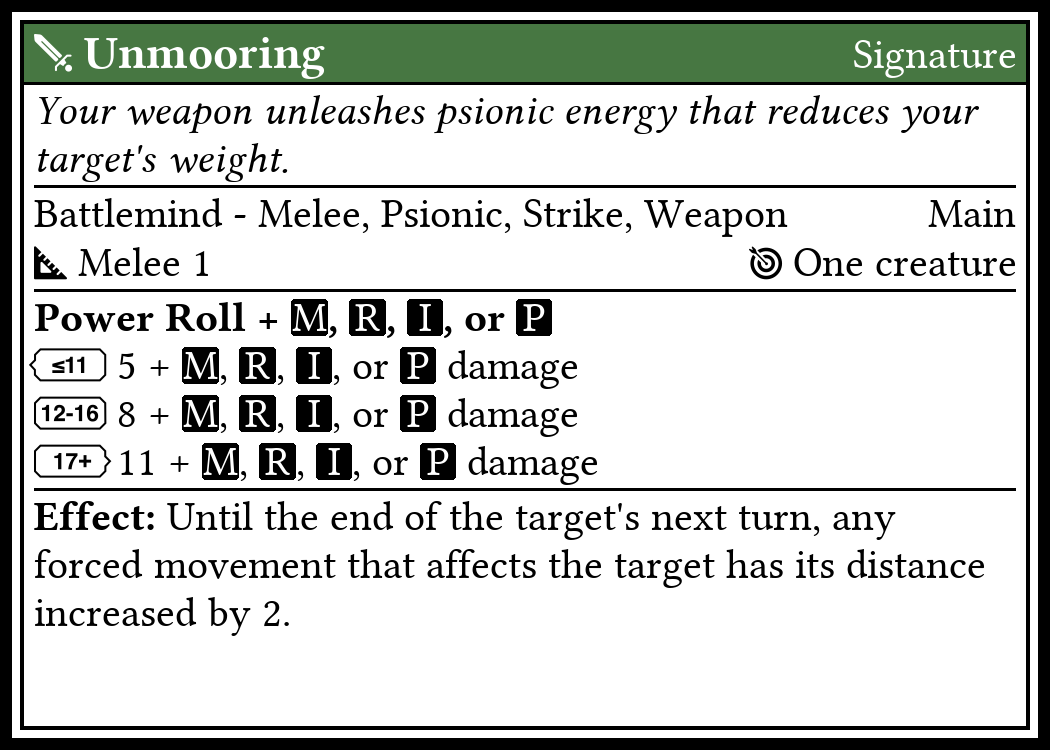 Unmooring Signature
Your weapon unleashes psionic energy that reduces your
target's weight.
Battlemind - Melee, Psionic, Strike, Weapon Main
Melee 1 One creature
Power Roll + M, R, I, or P
≤11 5 + M, R, I, or P damage
12-16 8 + M, R, I, or P damage
17+ 11 + M, R, I, or P damage
Effect: Until the end of the target's next turn, any
forced movement that affects the target has its distance
increased by 2.